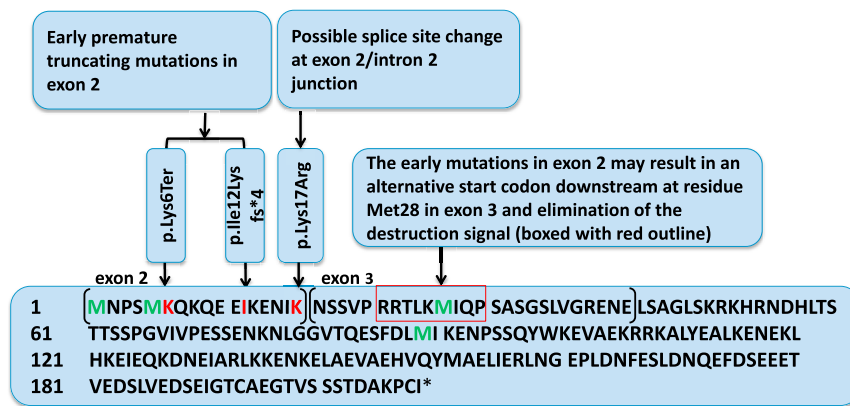 Early premature
truncating mutations in
exon 2
Possible splice site change
at exon 2/intron 2
junction
p.Lys6Ter
p.Ile12Lys
fs*4
p.Lys17Arg
The early mutations in exon 2 may result in an
alternative start codon downstream at residue
Met28 in exon 3 and elimination of the
destruction signal (boxed with red outline)
exon 2 exon 3
1 MNPSMKQKQE EIKENIK NSSVP RRTLKMIQP SASGSLVGRENELSAGLSKRKHRNDHLTS
61 TTSSPGVIVPESSENKNLGGVTQESFDLMI KENPSSQYWKEVAEKRRKALYEALKENEKL
121 HKEIEQKDNEIARLKKENKELAEVAEHVQYMAELIERLNG EPLDNFESLDNQEFDSEEET
181 VEDSLVEDSEIGTCAEGTVS SSTDAKPCI*